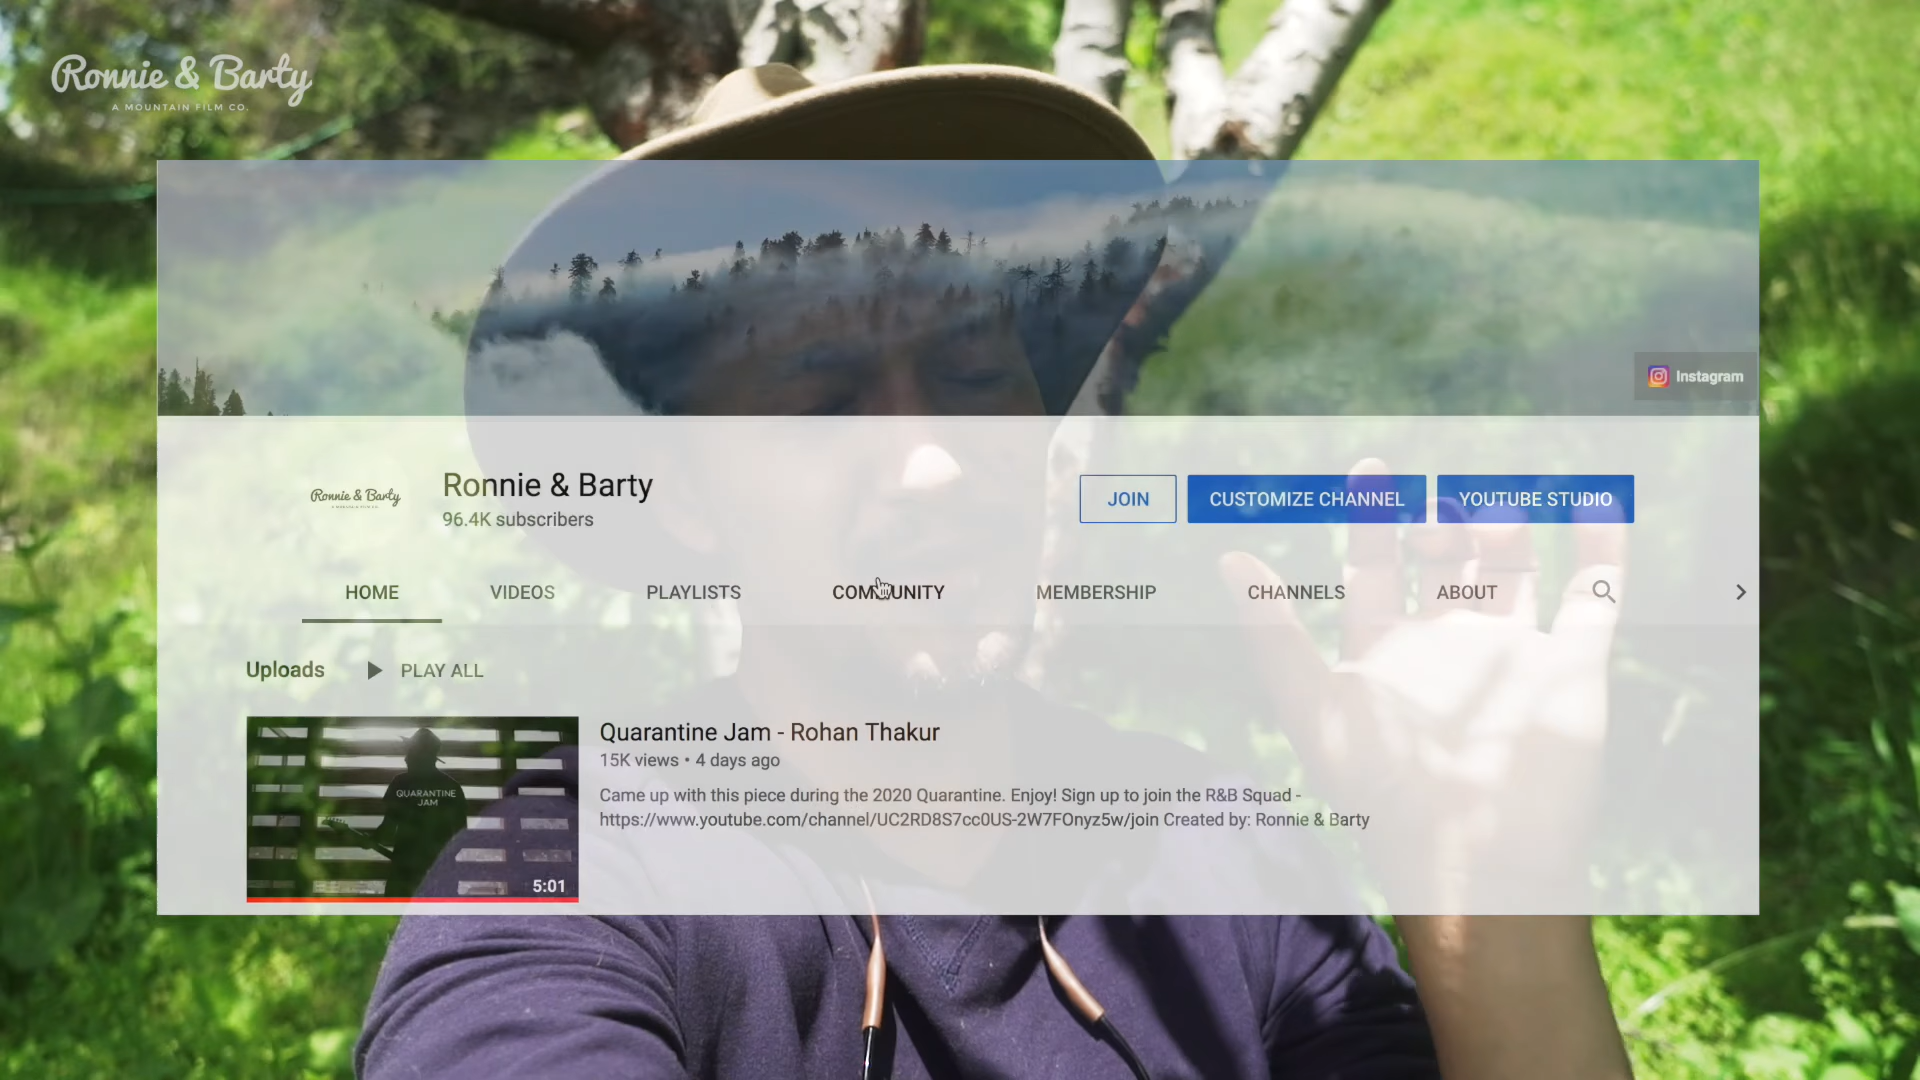 Ronnie & Barty
A MOUNTAIN FILM CO.
Instagram
Ronnie & Barty
Ronnie & Barty
96.4K subscribers
JOIN
CUSTOMIZE CHANNEL
YOUTUBE STUDIO
HOME
VIDEOS
PLAYLISTS
COMMUNITY
MEMBERSHIP
CHANNELS
ABOUT
Uploads
PLAY ALL
QUARANTINE
JAM
5:01
Quarantine Jam - Rohan Thakur
15K views • 4 days ago
Came up with this piece during the 2020 Quarantine. Enjoy! Sign up to join the R&B Squad -
https://www.youtube.com/channel/UC2RD8S7cc0US-2W7FOnyz5w/join Created by: Ronnie & Barty